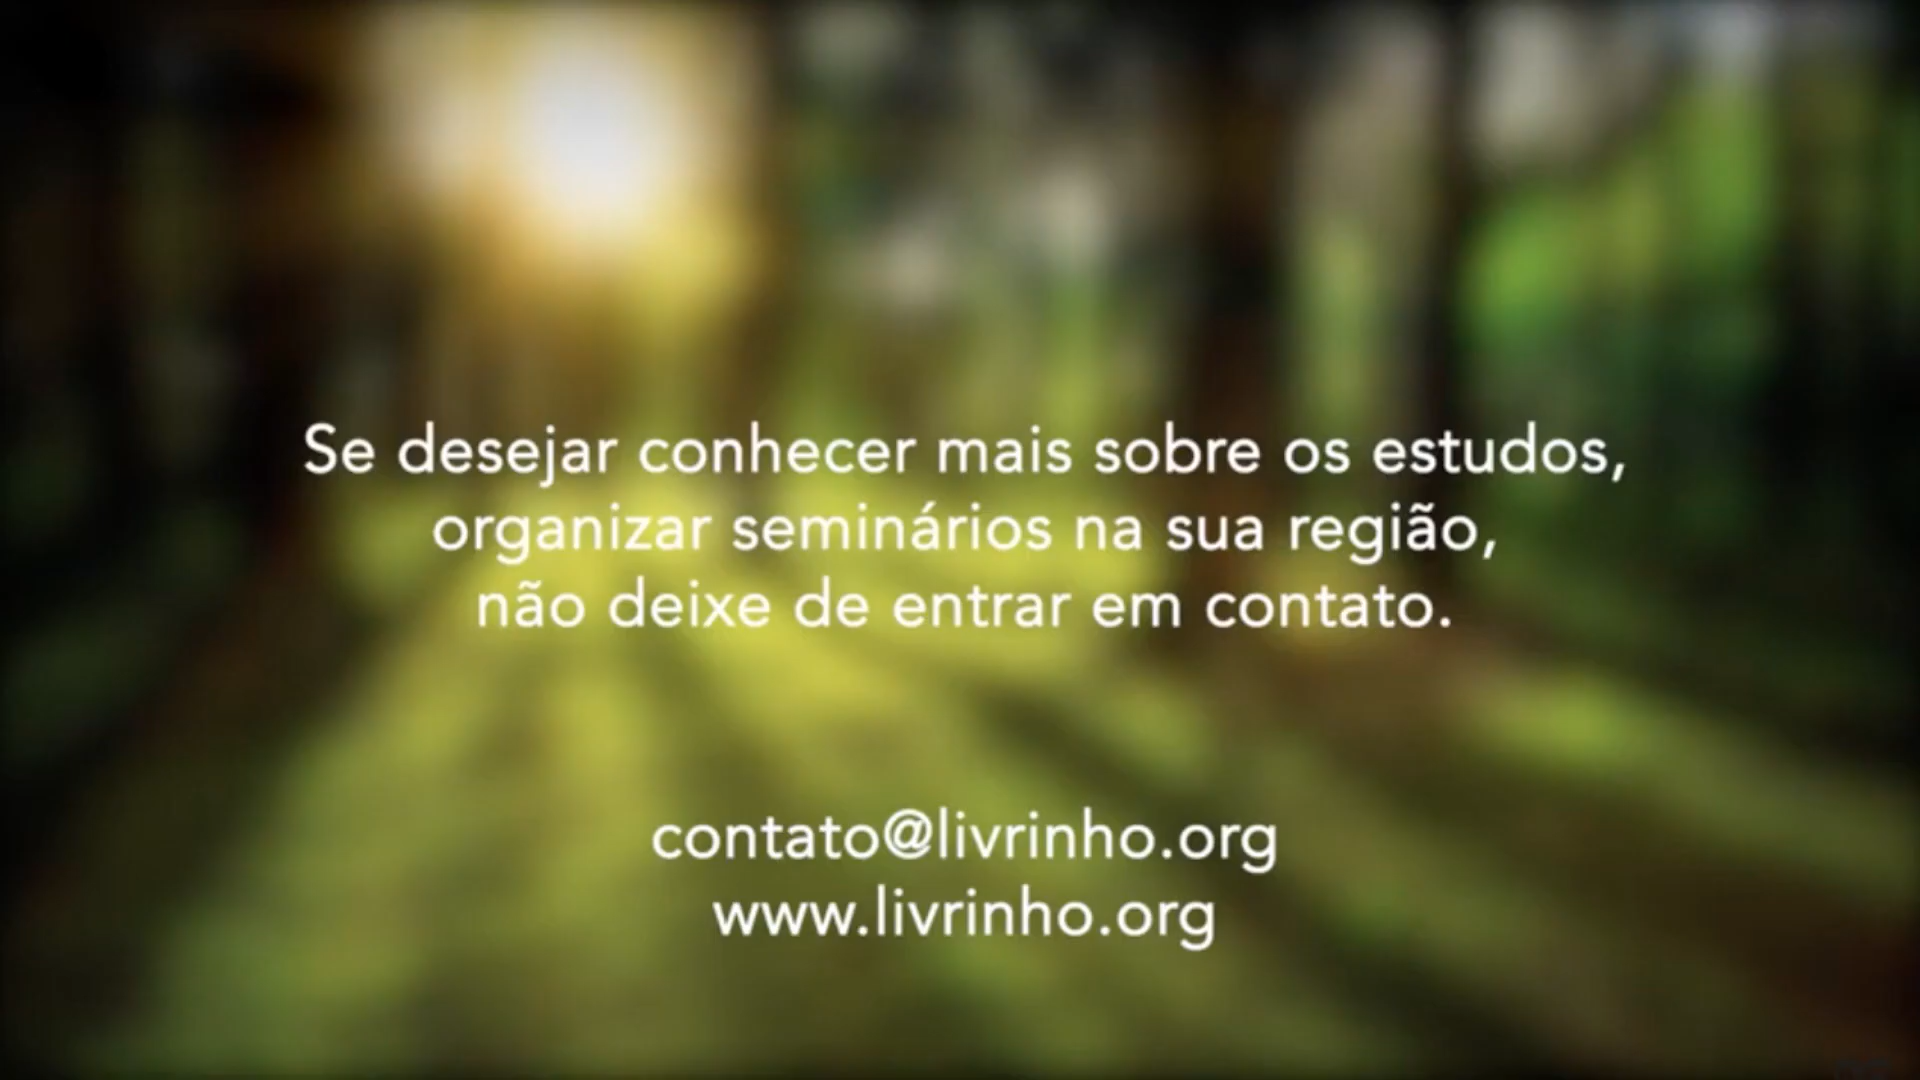 Se desejar conhecer mais sobre os estudos,
organizar seminários na sua região,
não deixe de entrar em contato.
contato@livrinho.org
www.livrinho.org